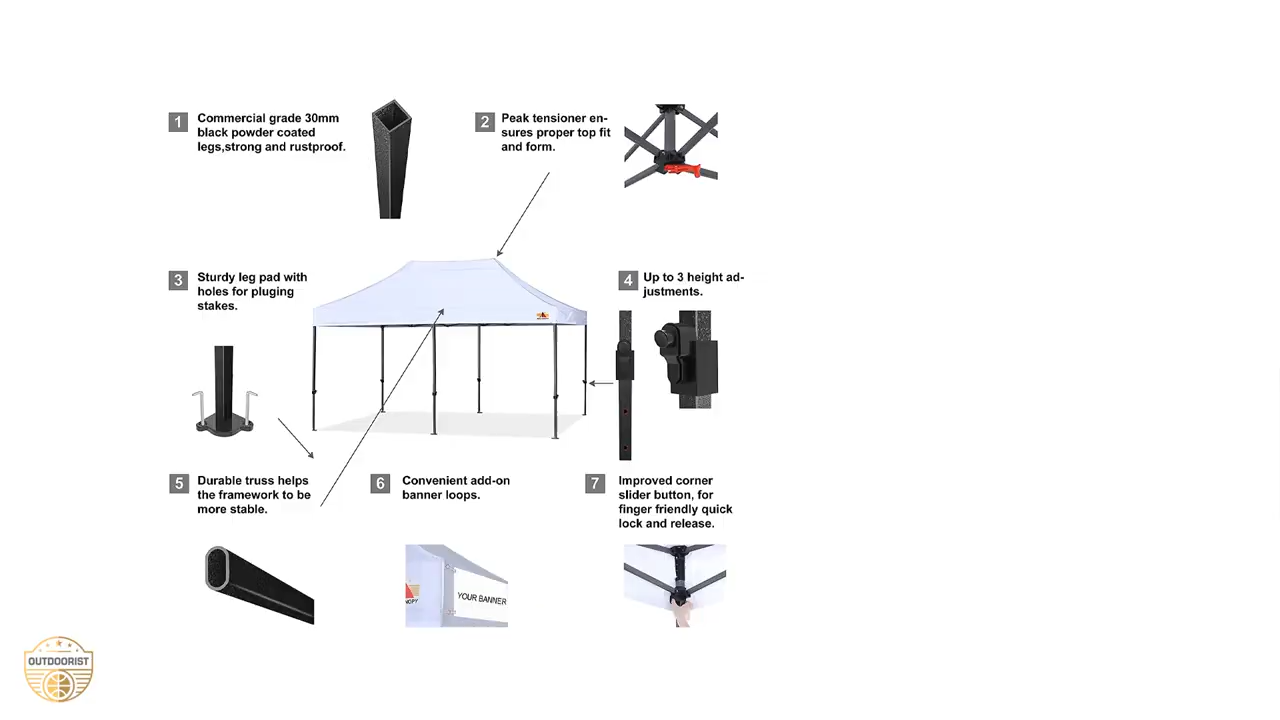 1
Commercial grade 30mm
black powder coated
legs,strong and rustproof.
2
Peak tensioner en-
sures proper top fit
and form.
3
Sturdy leg pad with
holes for pluging
stakes.
4
Up to 3 height ad-
justments.
5
Durable truss helps
the framework to be
more stable.
6
Convenient add-on
banner loops.
7
Improved corner
slider button, for
finger friendly quick
lock and release.
NOPY
YOUR BANNER
OUTDOORIST